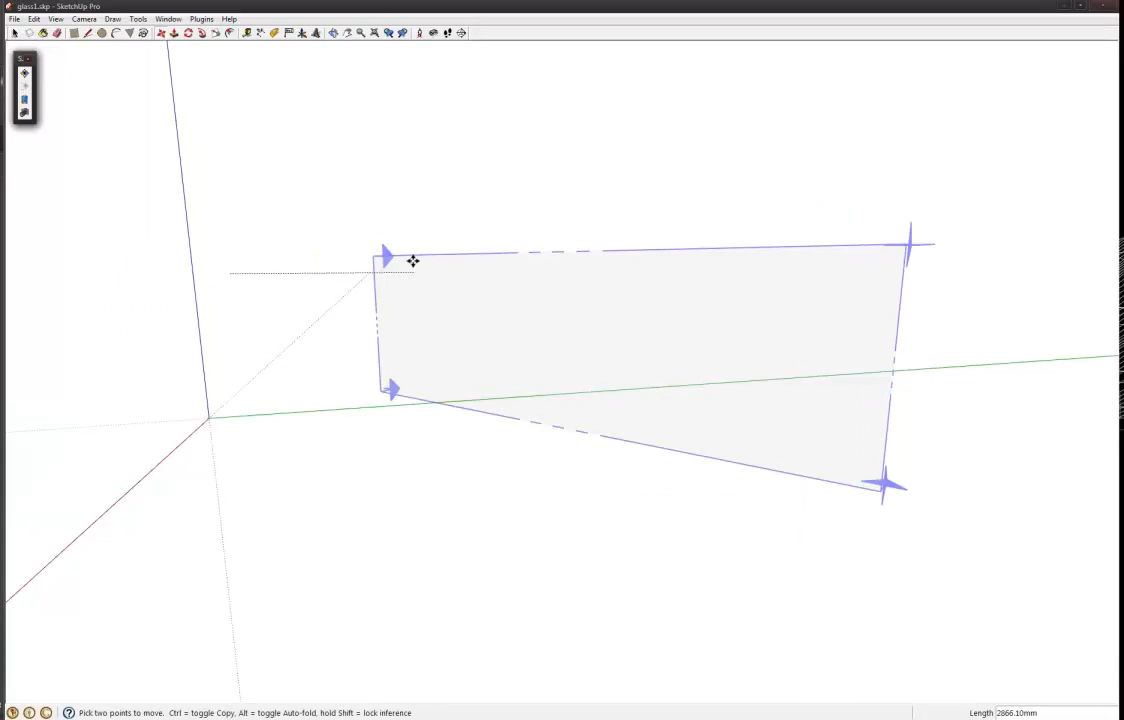 glass1.skp - SketchUp Pro
File Edit View Camera Draw Tools Window Plugins Help
S...
Pick two points to move. Ctrl = toggle Copy, Alt = toggle Auto-fold, hold Shift = lock inference
Length 2866.10mm